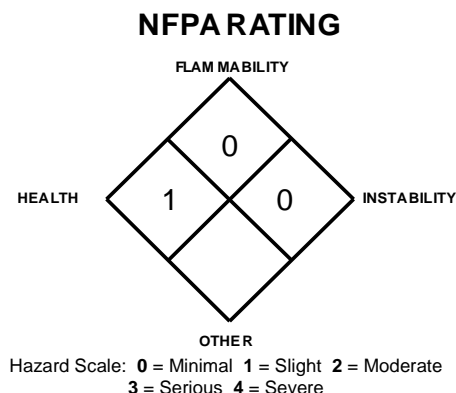 NFPA RATING
FLAMMABILITY
0
HEALTH 1 0 INSTABILITY
OTHER
Hazard Scale: 0 = Minimal 1 = Slight 2 = Moderate
3 = Serious 4 = Severe